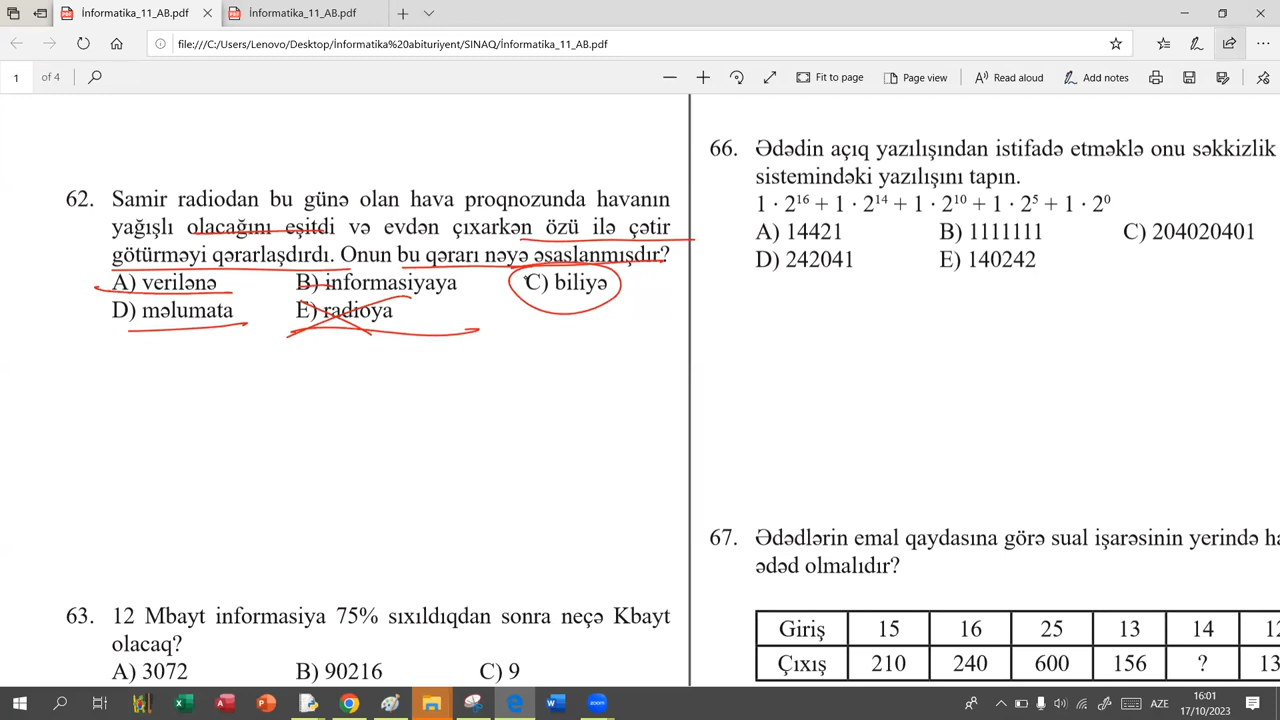 İnformatika_11_AB.pdf
İnformatika_11_AB.pdf
file:///C:/Users/Lenovo/Desktop/İnformatika%20abituriyent/SINAQ/İnformatika_11_AB.pdf
1 of 4
Fit to page
Page view
Read aloud
Add notes
62. Samir radiodan bu günə olan hava proqnozunda havanın
yağışlı olacağını eşitdi və evdən çıxarkən özü ilə çətir
götürməyi qərarlaşdırdı. Onun bu qərarı nəyə əsaslanmışdır?
A) verilənə B) informasiyaya C) biliyə
D) məlumata E) radioya
63. 12 Mbayt informasiya 75% sıxıldıqdan sonra neçə Kbayt
olacaq?
A) 3072 B) 90216 C) 9
66. Ədədin açıq yazılışından istifadə etməklə onu səkkizlik
sistemindəki yazılışını tapın.
1 · 2¹⁶ + 1 · 2¹⁴ + 1 · 2¹⁰ + 1 · 2⁵ + 1 · 2⁰
A) 14421 B) 1111111 C) 204020401
D) 242041 E) 140242
67. Ədədlərin emal qaydasına görə sual işarəsinin yerində ha
ədəd olmalıdır?
Giriş 15 16 25 13 14 12
Çıxış 210 240 600 156 ? 13
AZE
16:01
17/10/2023